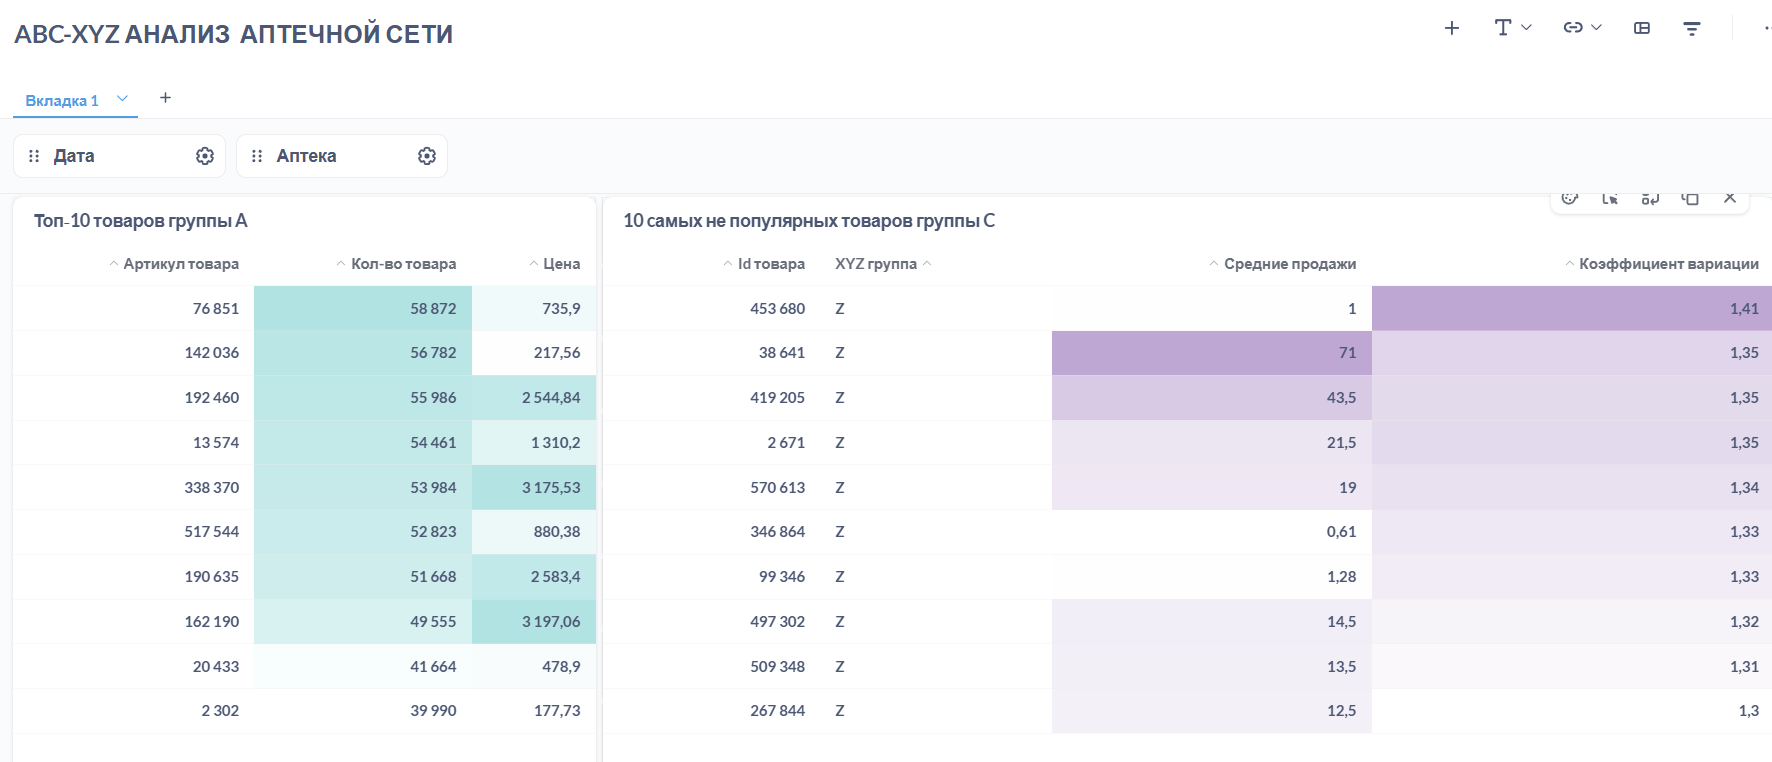 ABC-XYZ АНАЛИЗ АПТЕЧНОЙ СЕТИ
Вкладка 1
Дата
Аптека
Топ-10 товаров группы А
Артикул товара Кол-во товара Цена
76 851 58 872 735,9
142 036 56 782 217,56
192 460 55 986 2 544,84
13 574 54 461 1 310,2
338 370 53 984 3 175,53
517 544 52 823 880,38
190 635 51 668 2 583,4
162 190 49 555 3 197,06
20 433 41 664 478,9
2 302 39 990 177,73
10 самых не популярных товаров группы С
Id товара XYZ группа Средние продажи Коэффициент вариации
453 680 Z 1 1,41
38 641 Z 71 1,35
419 205 Z 43,5 1,35
2 671 Z 21,5 1,35
570 613 Z 19 1,34
346 864 Z 0,61 1,33
99 346 Z 1,28 1,33
497 302 Z 14,5 1,32
509 348 Z 13,5 1,31
267 844 Z 12,5 1,3